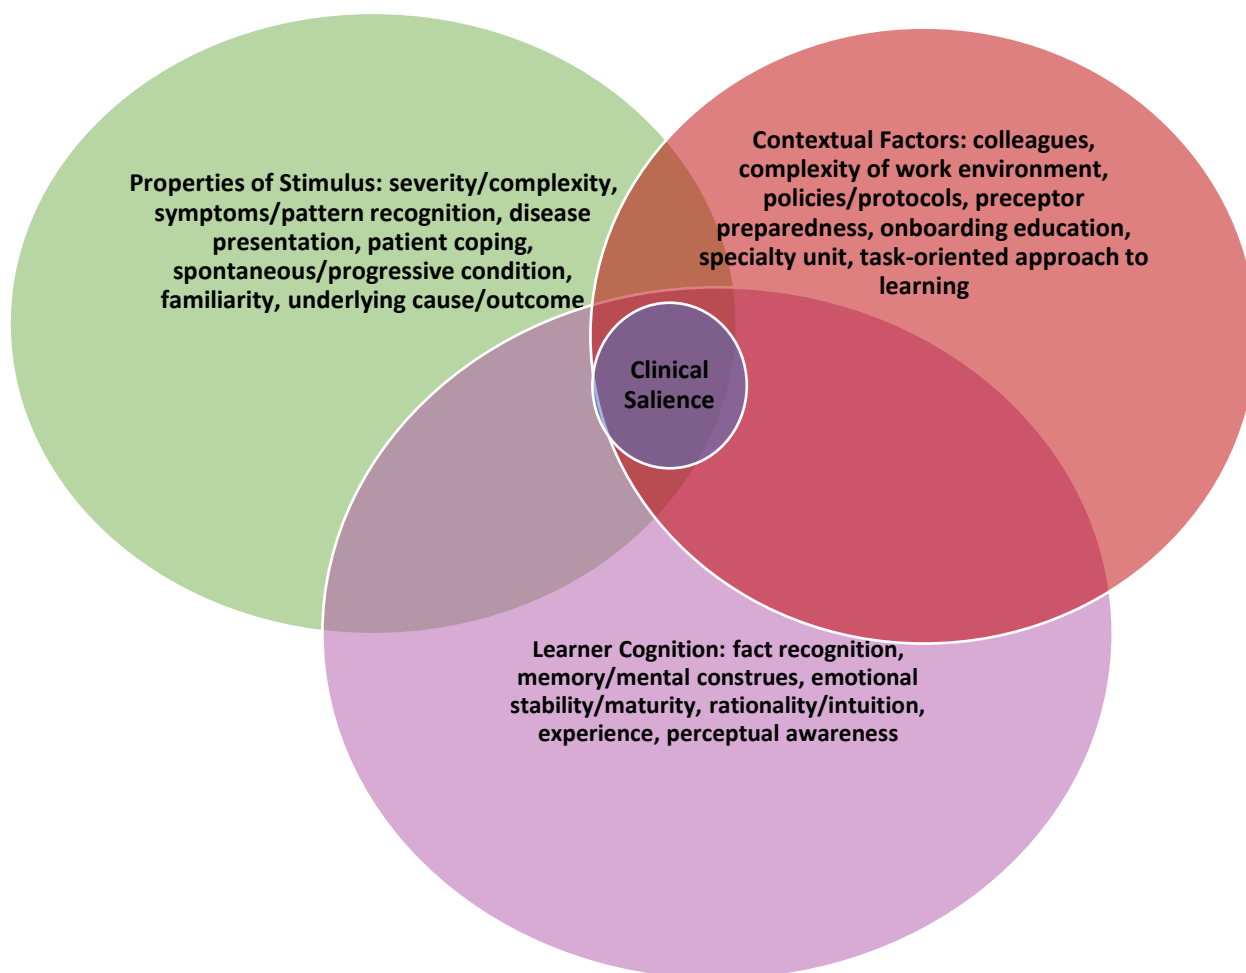 Properties of Stimulus: severity/complexity,
symptoms/pattern recognition, disease
presentation, patient coping,
spontaneous/progressive condition,
familiarity, underlying cause/outcome
Contextual Factors: colleagues,
complexity of work environment,
policies/protocols, preceptor
preparedness, onboarding education,
specialty unit, task-oriented approach to
learning
Clinical
Salience
Learner Cognition: fact recognition,
memory/mental construes, emotional
stability/maturity, rationality/intuition,
experience, perceptual awareness